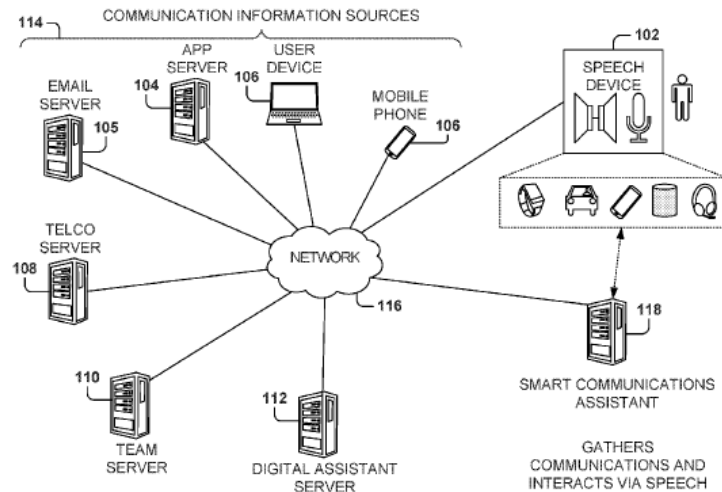 COMMUNICATION INFORMATION SOURCES
114
102
APP
SERVER
USER
DEVICE
SPEECH
DEVICE
104
106
EMAIL
SERVER
MOBILE
PHONE
105
106
TELCO
SERVER
NETWORK
108
116
118
110
112
SMART COMMUNICATIONS
ASSISTANT
TEAM
SERVER
DIGITAL ASSISTANT
SERVER
GATHERS
COMMUNICATIONS AND
INTERACTS VIA SPEECH